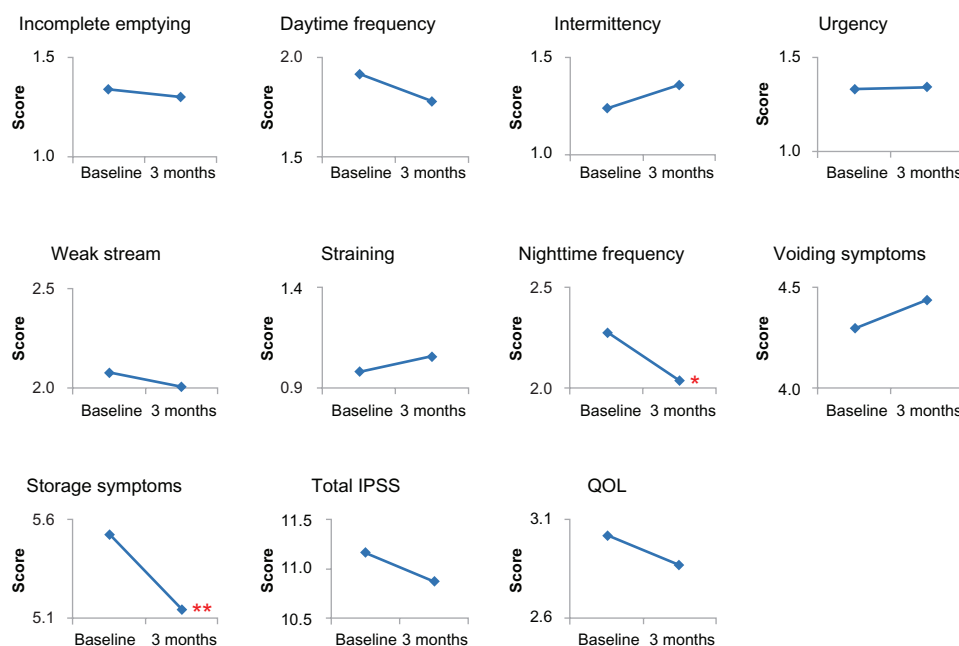 Incomplete emptying
Score
1.5
1.0
Baseline 3 months
Daytime frequency
Score
2.0
1.5
Baseline 3 months
Intermittency
Score
1.5
1.0
Baseline 3 months
Urgency
Score
1.5
1.0
Baseline 3 months
Weak stream
Score
2.5
2.0
Baseline 3 months
Straining
Score
1.4
0.9
Baseline 3 months
Nighttime frequency
Score
2.5
2.0
*
Baseline 3 months
Voiding symptoms
Score
4.5
4.0
Baseline 3 months
Storage symptoms
Score
5.6
5.1
**
Baseline 3 months
Total IPSS
Score
11.5
11.0
10.5
Baseline 3 months
QOL
Score
3.1
2.6
Baseline 3 months